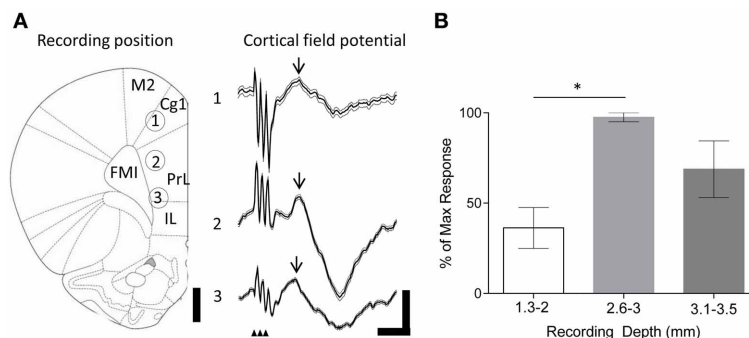 A
Recording position
Cortical field potential
M2
Cg1
1
2
FMI
PrL
3
IL
1
2
3
B
*
% of Max Response
100
50
0
1.3-2
2.6-3
3.1-3.5
Recording Depth (mm)